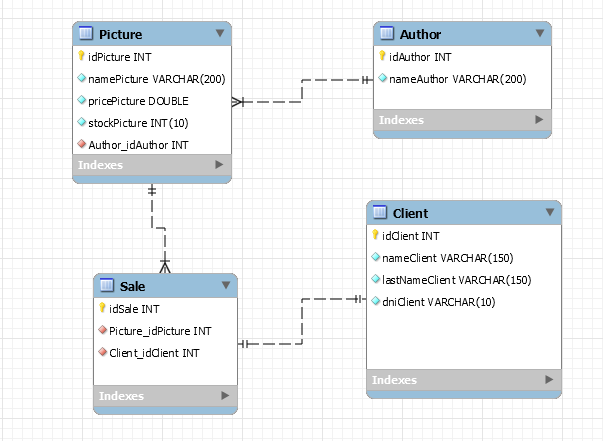 Picture
idPicture INT
namePicture VARCHAR(200)
pricePicture DOUBLE
stockPicture INT(10)
Author_idAuthor INT
Indexes
Author
idAuthor INT
nameAuthor VARCHAR(200)
Indexes
Sale
idSale INT
Picture_idPicture INT
Client_idClient INT
Indexes
Client
idClient INT
nameClient VARCHAR(150)
lastNameClient VARCHAR(150)
dniClient VARCHAR(10)
Indexes